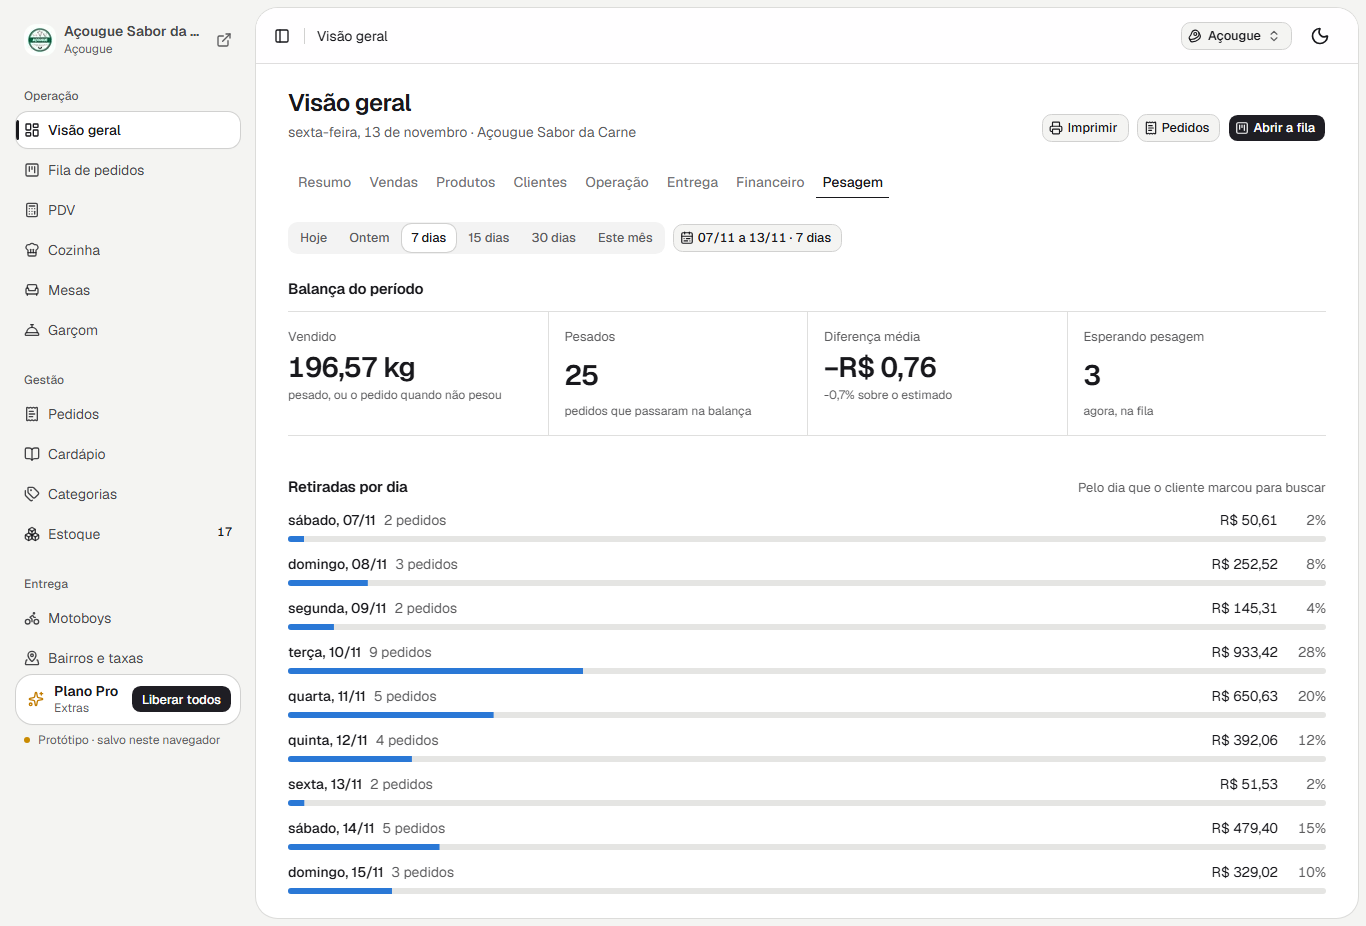 Açougue Sabor da ...
Açougue
Operação
Visão geral
Fila de pedidos
PDV
Cozinha
Mesas
Garçom
Gestão
Pedidos
Cardápio
Categorias
Estoque 17
Entrega
Motoboys
Bairros e taxas
Plano Pro
Extras
Liberar todos
Protótipo · salvo neste navegador
Visão geral
Açougue
Visão geral
sexta-feira, 13 de novembro · Açougue Sabor da Carne
Imprimir Pedidos Abrir a fila
Resumo Vendas Produtos Clientes Operação Entrega Financeiro Pesagem
Hoje Ontem 7 dias 15 dias 30 dias Este mês 07/11 a 13/11 · 7 dias
Balança do período
Vendido
196,57 kg
pesado, ou o pedido quando não pesou
Pesados
25
pedidos que passaram na balança
Diferença média
−R$ 0,76
-0,7% sobre o estimado
Esperando pesagem
3
agora, na fila
Retiradas por dia Pelo dia que o cliente marcou para buscar
sábado, 07/11 2 pedidos R$ 50,61 2%
domingo, 08/11 3 pedidos R$ 252,52 8%
segunda, 09/11 2 pedidos R$ 145,31 4%
terça, 10/11 9 pedidos R$ 933,42 28%
quarta, 11/11 5 pedidos R$ 650,63 20%
quinta, 12/11 4 pedidos R$ 392,06 12%
sexta, 13/11 2 pedidos R$ 51,53 2%
sábado, 14/11 5 pedidos R$ 479,40 15%
domingo, 15/11 3 pedidos R$ 329,02 10%